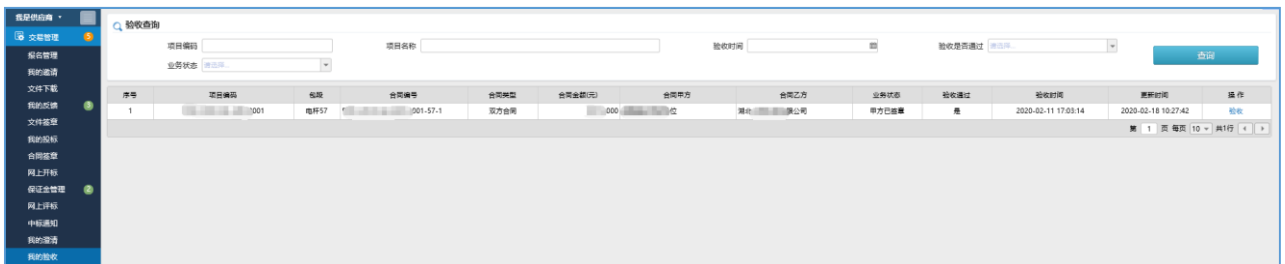 我是供应商
交易管理 5
报名管理
我的邀请
文件下载
我的反馈 3
文件签章
我的投标
合同签章
网上开标
保证金管理 2
网上评标
中标通知
我的澄清
我的验收
验收查询
项目编码 项目名称 验收时间 验收是否通过 请选择...
业务状态 请选择... 查询
序号 项目编码 包段 合同编号 合同类型 合同金额(元) 合同甲方 合同乙方 业务状态 验收通过 验收时间 更新时间 操作
1 001 电杆57 001-57-1 双方合同 000 位 湖北 限公司 甲方已签章 是 2020-02-11 17:03:14 2020-02-18 10:27:42 验收
第 1 页 每页 10 共1行